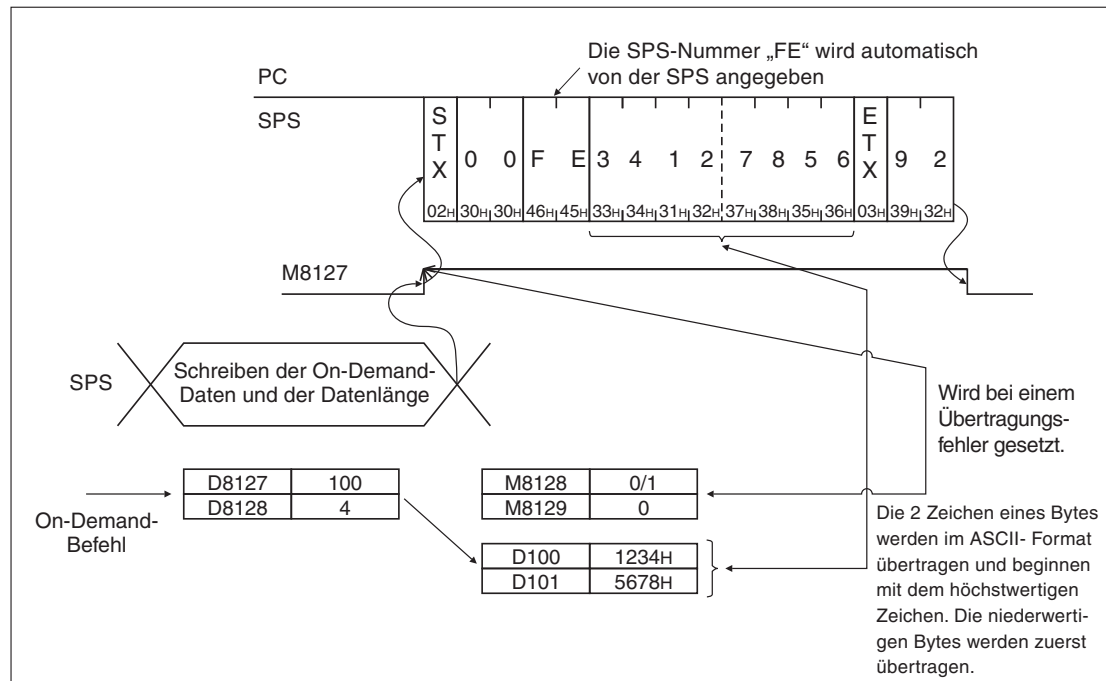 Die SPS-Nummer „FE“ wird automatisch
von der SPS angegeben
PC
SPS
STX 0 0 F E 3 4 1 2 7 8 5 6 ETX 9 2
02H 30H 30H 46H 45H 33H 34H 31H 32H 37H 38H 35H 36H 03H 39H 32H
M8127
SPS
Schreiben der On-Demand-
Daten und der Datenlänge
Wird bei einem
Übertragungs-
fehler gesetzt.
On-Demand-
Befehl
D8127 100
D8128 4
M8128 0/1
M8129 0
D100 1234H
D101 5678H
Die 2 Zeichen eines Bytes
werden im ASCII- Format
übertragen und beginnen
mit dem höchstwertigen
Zeichen. Die niederwerti-
gen Bytes werden zuerst
übertragen.